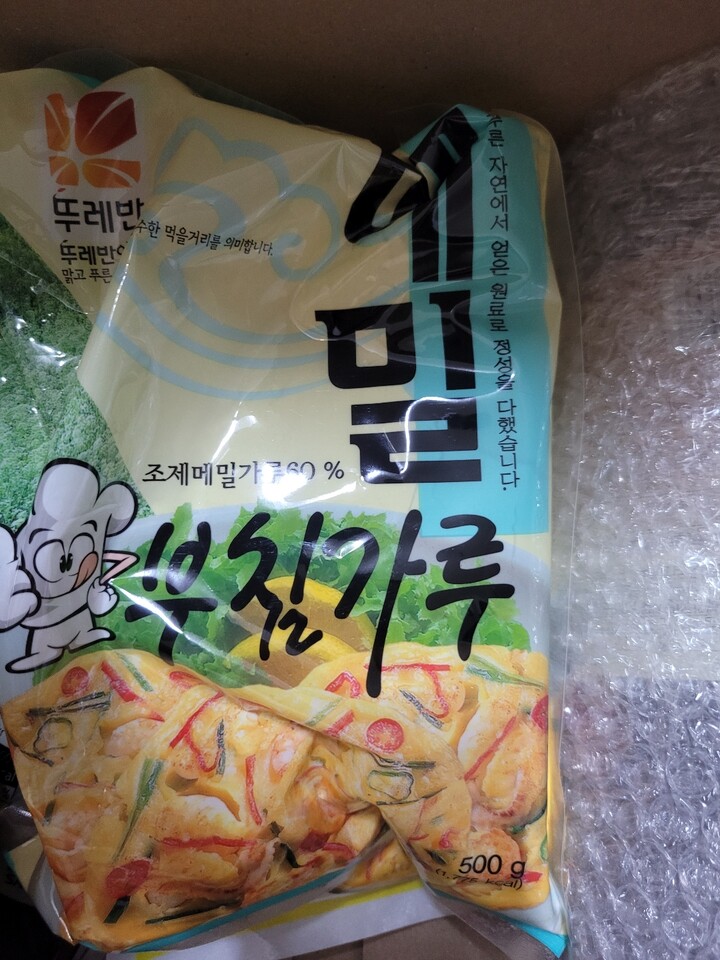 뚜레반
뚜레반
맑고 푸른
수한 먹을거리를 의미합니다.
메밀
푸른 자연에서 얻은 원료로 정성을 다했습니다.
조제메밀가루60 %
부침가루
500 g